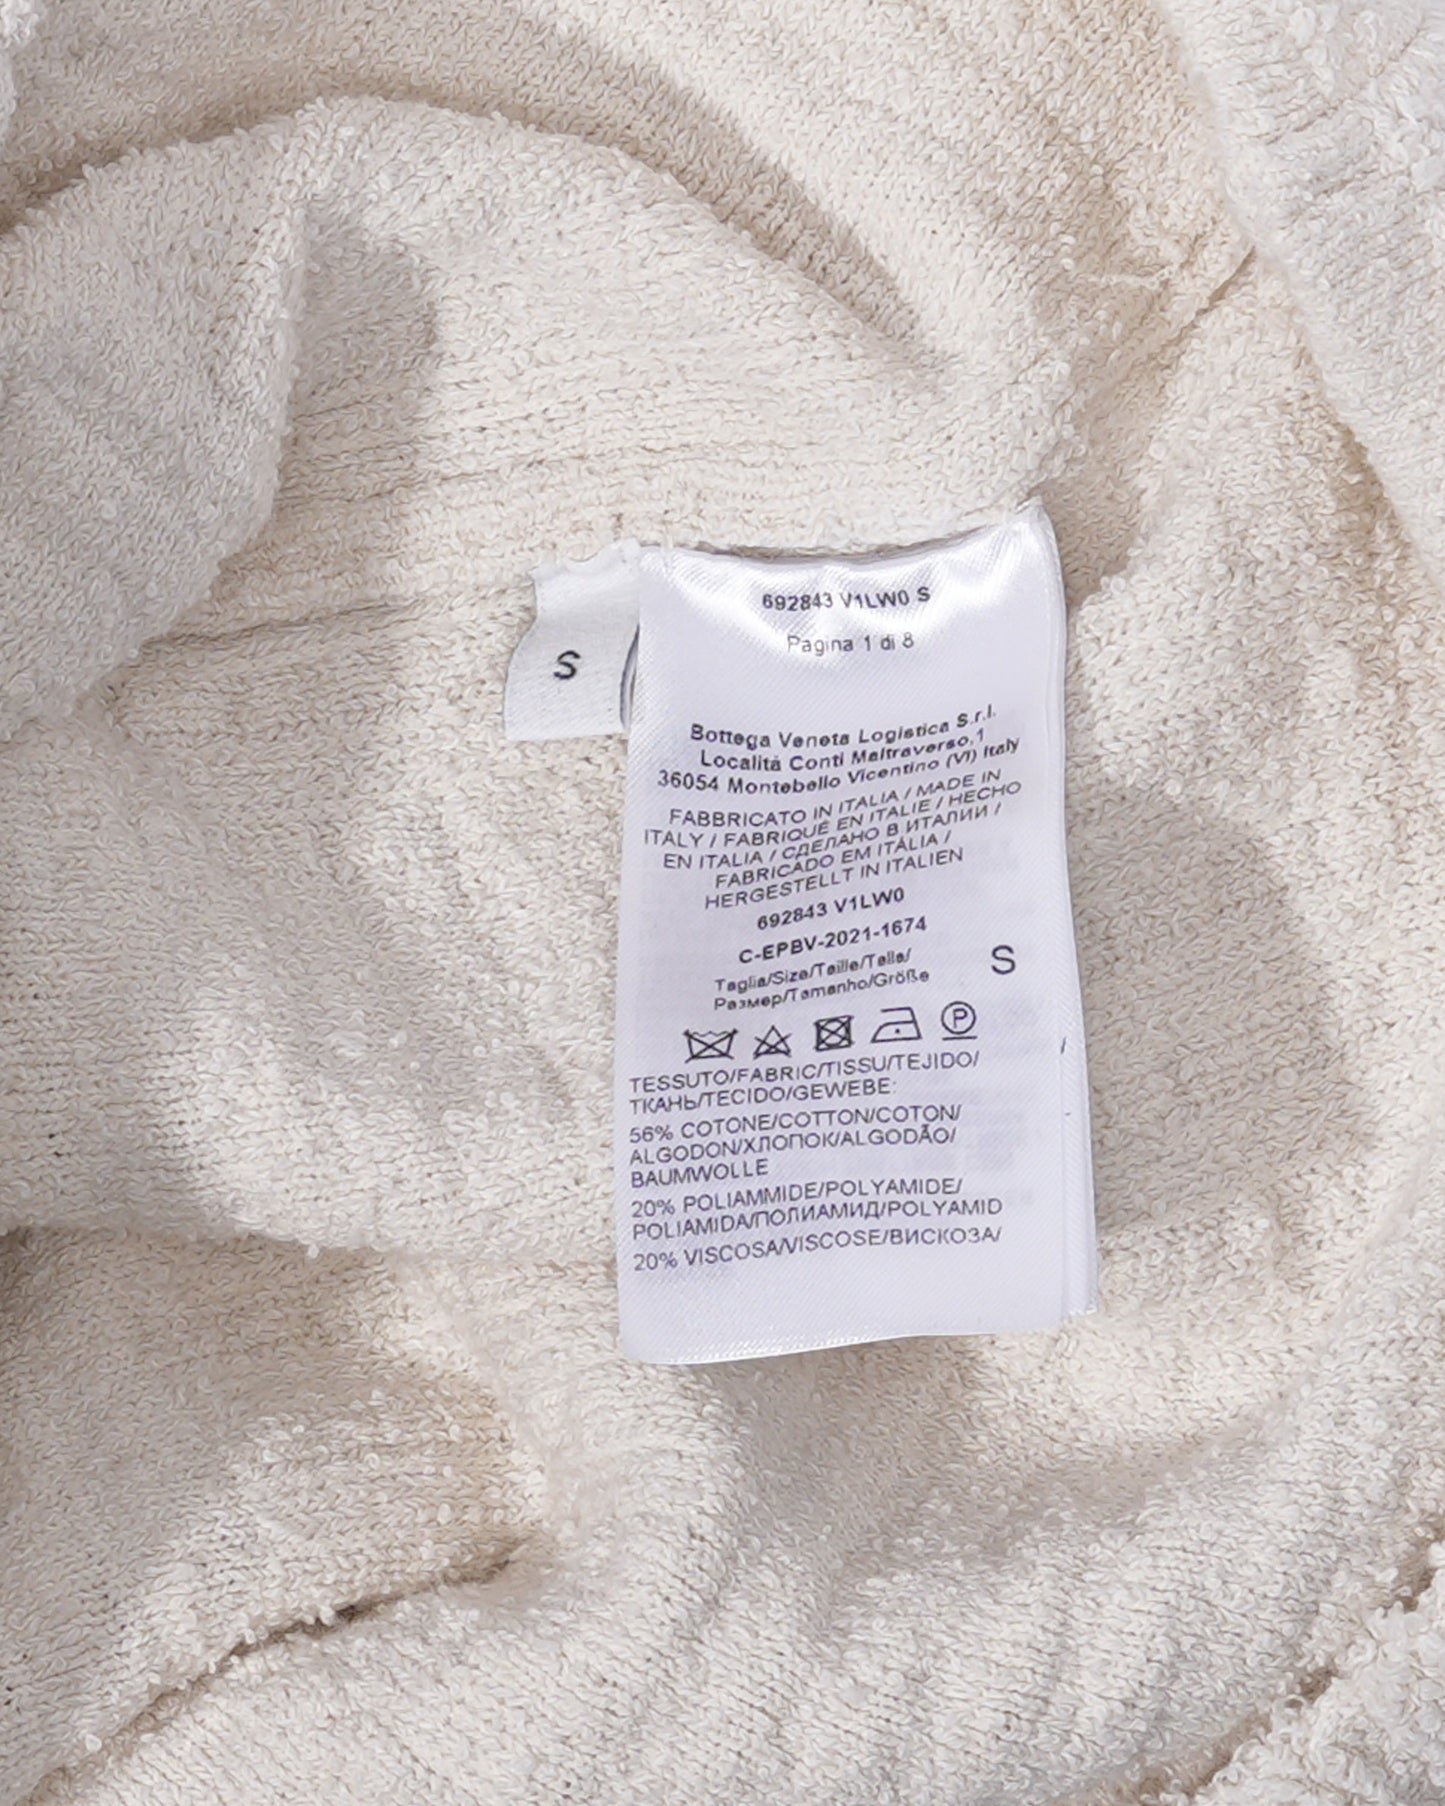 S
692843 V1LW0 S
Pagina 1 di 8
Bottega Veneta Logistica S.r.l.
Località Conti Maltraverso,1
36054 Montebello Vicentino (VI) Italy
FABBRICATO IN ITALIA / MADE IN
ITALY / FABRIQUÉ EN ITALIE / HECHO
EN ITALIA / СДЕЛАНО В ИТАЛИИ /
FABRICADO EM ITÁLIA /
HERGESTELLT IN ITALIEN
692843 V1LW0
C-EPBV-2021-1674
Taglia/Size/Taille/Talla/
Размер/Tamanho/Größe
S
P
TESSUTO/FABRIC/TISSU/TEJIDO/
ТКАНЬ/TECIDO/GEWEBE:
56% COTONE/COTTON/COTON/
ALGODON/ХЛОПОК/ALGODÃO/
BAUMWOLLE
20% POLIAMMIDE/POLYAMIDE/
POLIAMIDA/ПОЛИАМИД/POLYAMID
20% VISCOSA/VISCOSE/ВИСКОЗА/